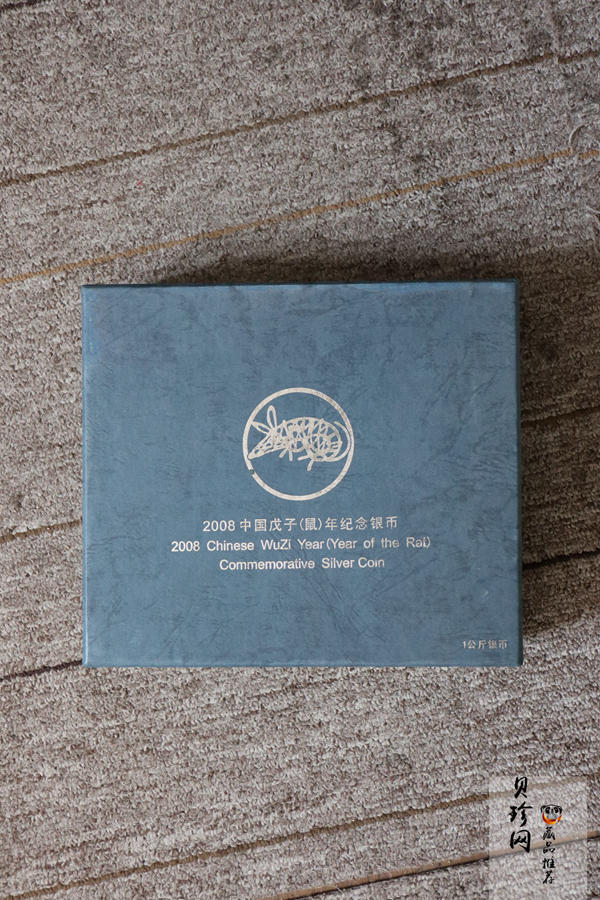 2008 中国戊子(鼠)年纪念银币
2008 Chinese WuZi Year (Year of the Rat)
Commemorative Silver Coin
1公斤银币
贝珍网
藏品推荐